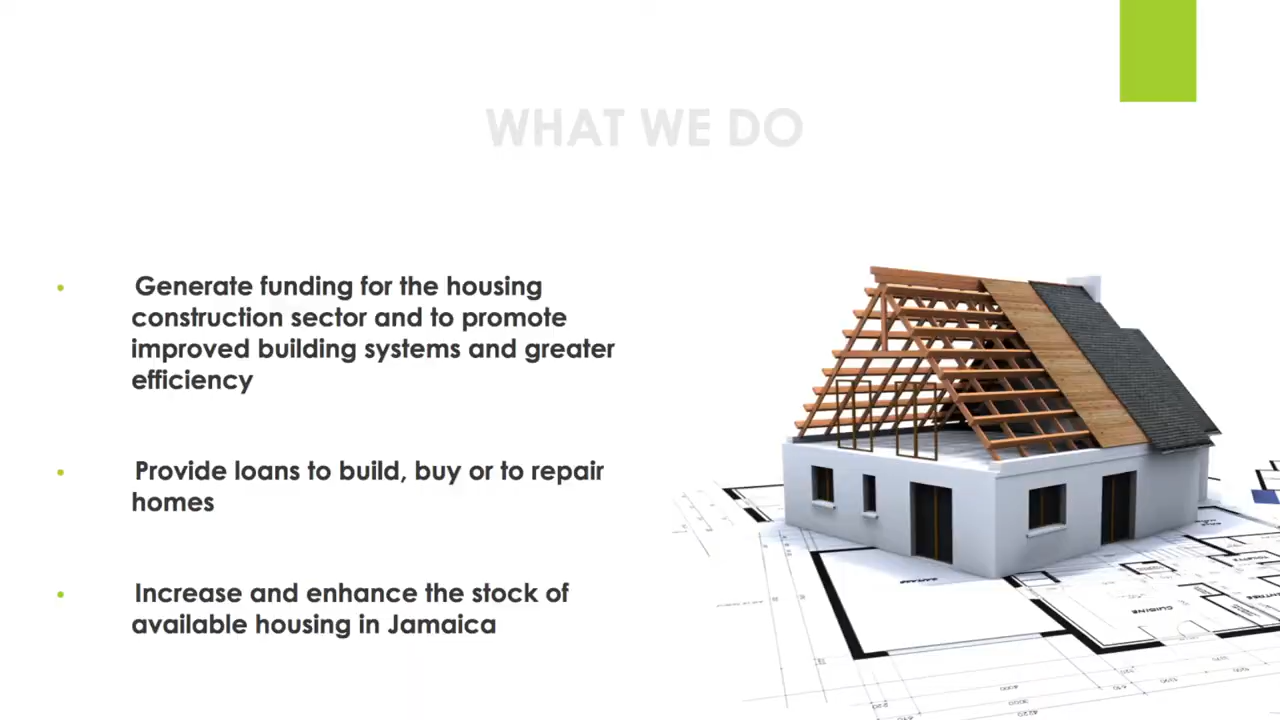 WHAT WE DO
• Generate funding for the housing
construction sector and to promote
improved building systems and greater
efficiency
• Provide loans to build, buy or to repair
homes
• Increase and enhance the stock of
available housing in Jamaica
CUISINE